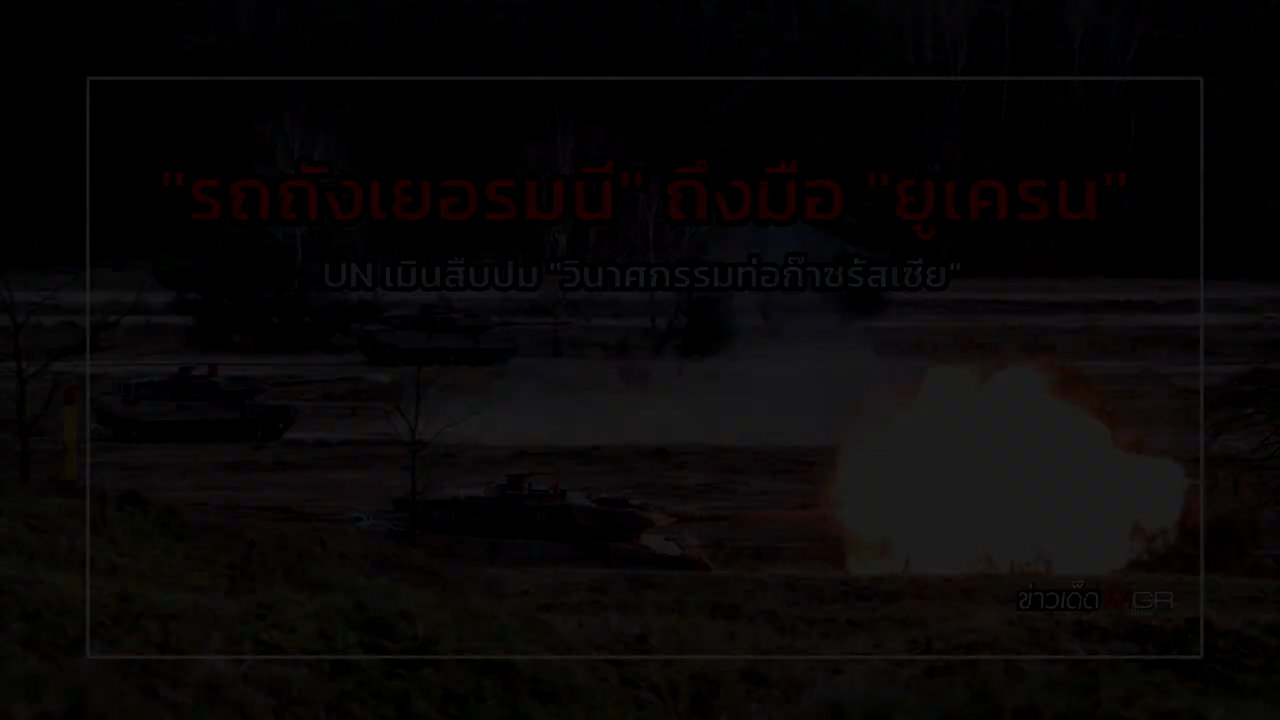 "รถถังเยอรมนี" ถึงมือ "ยูเครน"
UN เมินสืบปม "วินาศกรรมท่อก๊าซรัสเซีย"
ข่าวเด็ด MGR